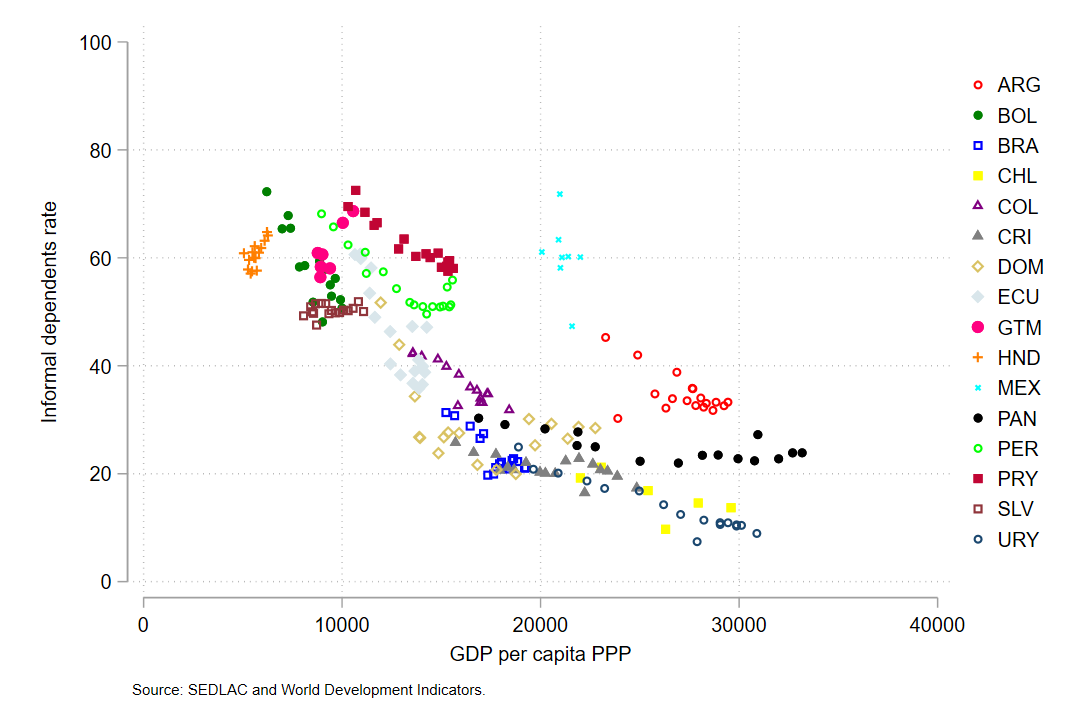 100
80
60
40
20
0
Informal dependents rate
0 10000 20000 30000 40000
GDP per capita PPP
ARG
BOL
BRA
CHL
COL
CRI
DOM
ECU
GTM
HND
MEX
PAN
PER
PRY
SLV
URY
Source: SEDLAC and World Development Indicators.